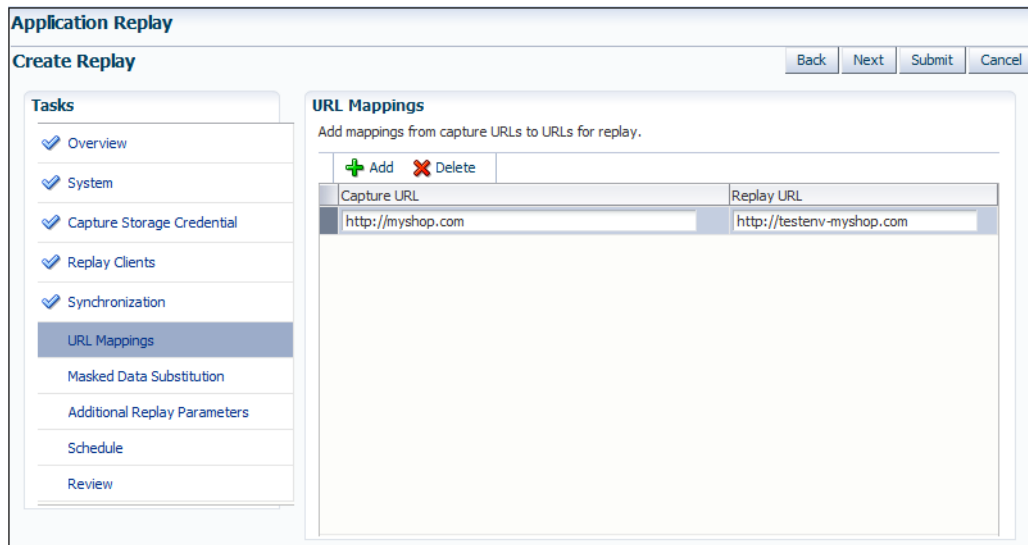 Application Replay
Create Replay
Back Next Submit Cancel
Tasks
Overview
System
Capture Storage Credential
Replay Clients
Synchronization
URL Mappings
Masked Data Substitution
Additional Replay Parameters
Schedule
Review
URL Mappings
Add mappings from capture URLs to URLs for replay.
Add Delete
Capture URL Replay URL
http://myshop.com http://testenv-myshop.com